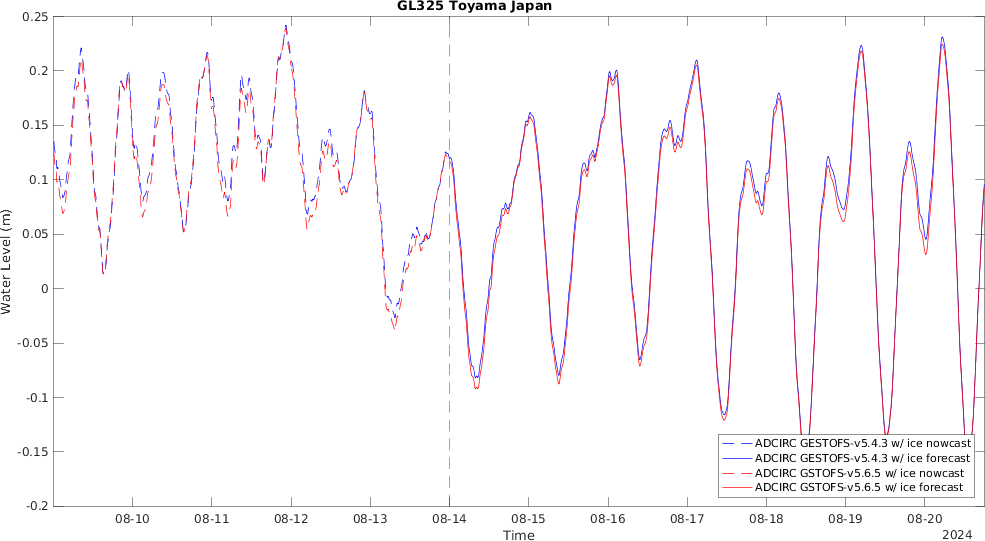 GL325 Toyama Japan
0.25
0.2
0.15
0.1
0.05
0
-0.05
-0.1
-0.15
-0.2
Water Level (m)
ADCIRC GESTOFS-v5.4.3 w/ ice nowcast
ADCIRC GESTOFS-v5.4.3 w/ ice forecast
ADCIRC GSTOFS-v5.6.5 w/ ice nowcast
ADCIRC GSTOFS-v5.6.5 w/ ice forecast
08-10 08-11 08-12 08-13 08-14 08-15 08-16 08-17 08-18 08-19 08-20
Time
2024